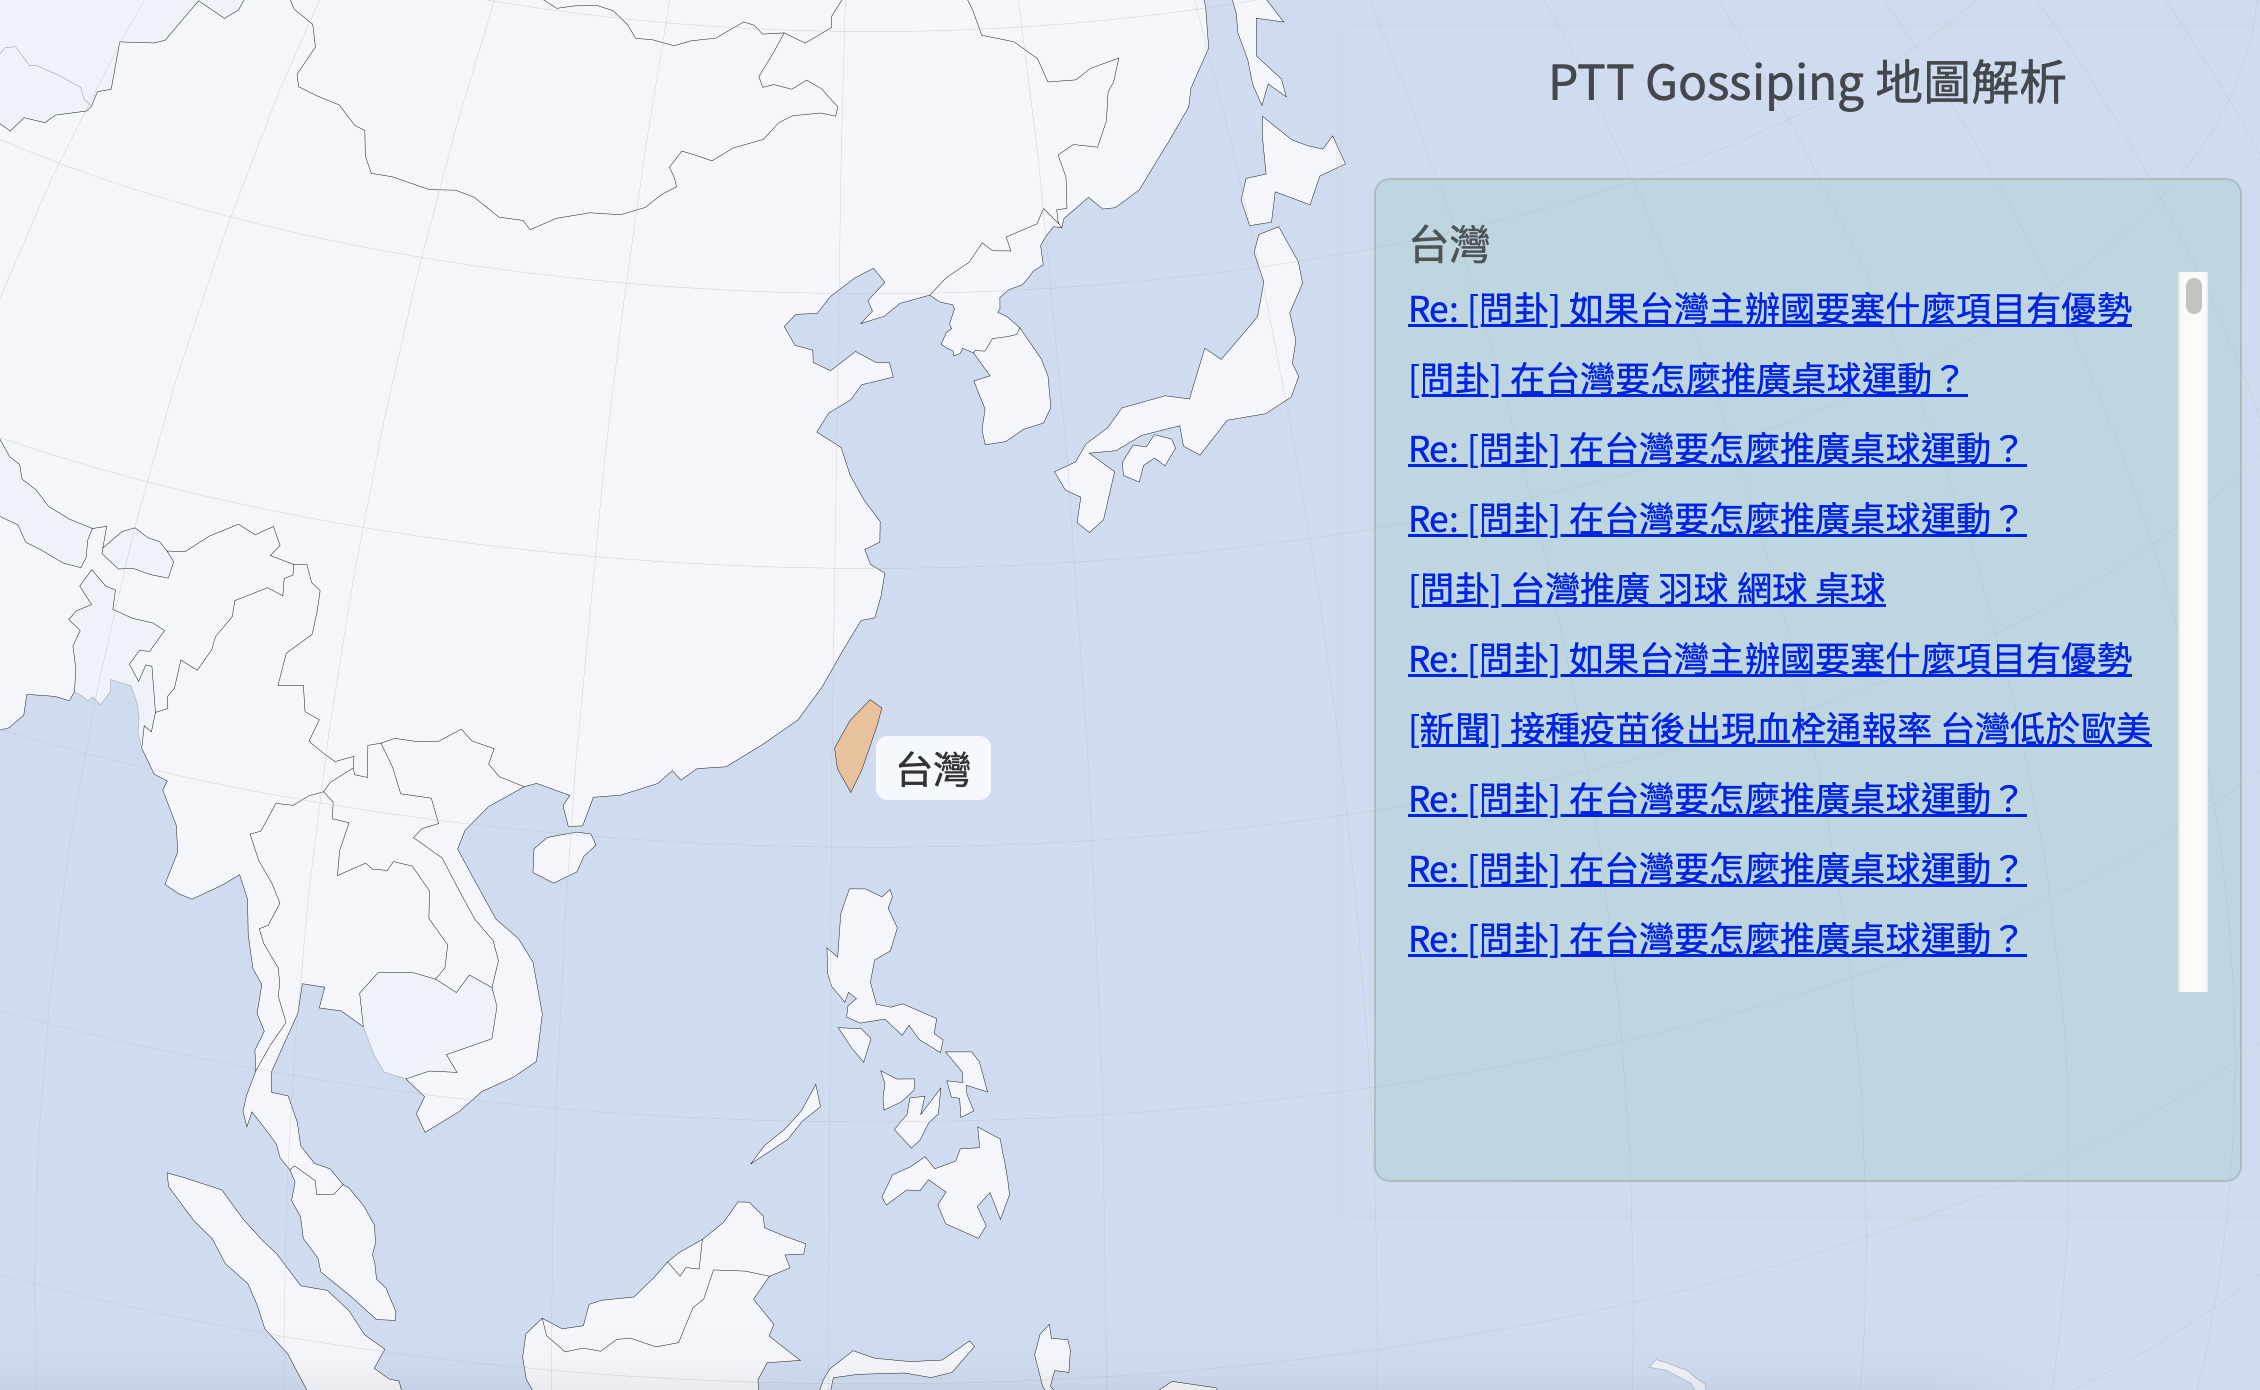 PTT Gossiping 地圖解析
台灣
Re: [問卦] 如果台灣主辦國要塞什麼項目有優勢
[問卦] 在台灣要怎麼推廣桌球運動？
Re: [問卦] 在台灣要怎麼推廣桌球運動？
Re: [問卦] 在台灣要怎麼推廣桌球運動？
[問卦] 台灣推廣 羽球 網球 桌球
Re: [問卦] 如果台灣主辦國要塞什麼項目有優勢
[新聞] 接種疫苗後出現血栓通報率 台灣低於歐美
Re: [問卦] 在台灣要怎麼推廣桌球運動？
Re: [問卦] 在台灣要怎麼推廣桌球運動？
Re: [問卦] 在台灣要怎麼推廣桌球運動？
台灣